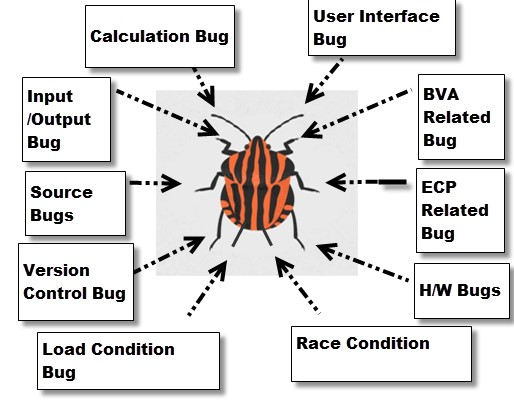 Calculation Bug
User Interface
Bug
Input
/Output
Bug
BVA
Related
Bug
Source
Bugs
ECP
Related
Bug
Version
Control Bug
H/W Bugs
Load Condition
Bug
Race Condition